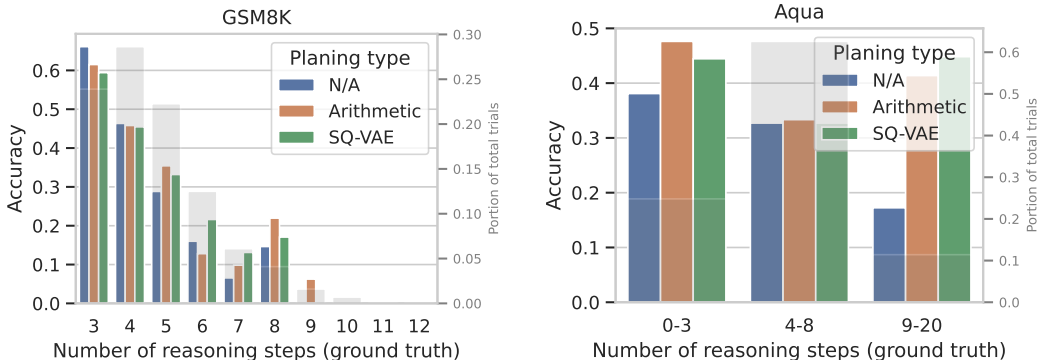 GSM8K
Planing type
N/A
Arithmetic
SQ-VAE
Accuracy
0.6
0.5
0.4
0.3
0.2
0.1
0.0
0.30
0.25
0.20
0.15
0.10
0.05
0.00
Portion of total trials
3 4 5 6 7 8 9 10 11 12
Number of reasoning steps (ground truth)
Aqua
Planing type
N/A
Arithmetic
SQ-VAE
Accuracy
0.5
0.4
0.3
0.2
0.1
0.0
0.6
0.5
0.4
0.3
0.2
0.1
0.0
Portion of total trials
0-3 4-8 9-20
Number of reasoning steps (ground truth)